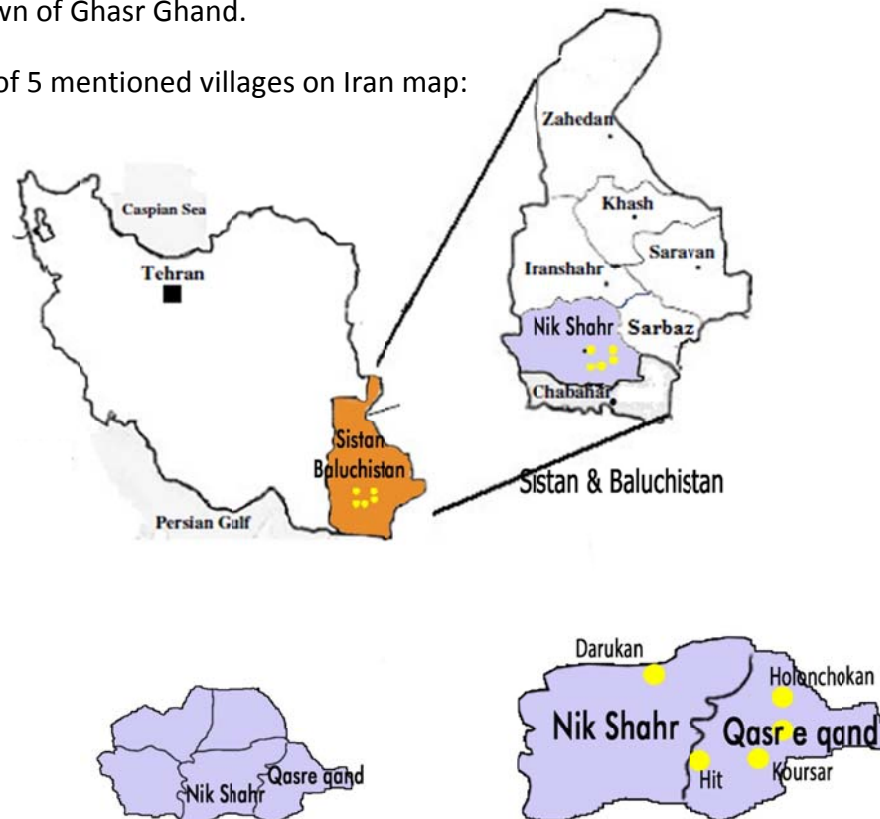 wn of Ghasr Ghand.
of 5 mentioned villages on Iran map:
Zahedan
Caspian Sea
Khash
Saravan
Tehran
Iranshahr
Nik Shahr
Sarbaz
Chabahar
Sistan
Baluchistan
Sistan & Baluchistan
Persian Gulf
Darukan
Holonchokan
Nik Shahr
Qasr e qand
Qasre qand
Nik Shahr
Hit
Koursar